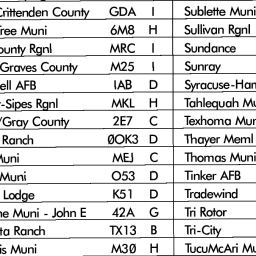 Crittenden County GDA I Sublette Muni
Tree Muni 6M8 H Sullivan Rgnl
County Rgnl MRC I Sundance
Graves County M25 I Sunray
ell AFB IAB D Syracuse-Ham
-Sipes Rgnl MKL H Tahlequah Mu
/Gray County 2E7 C Texhoma Mun
Ranch ØOK3 D Thayer Meml
Muni MEJ C Thomas Muni
Muni O53 D Tinker AFB
Lodge K51 D Tradewind
ne Muni - John E 42A G Tri Rotor
ta Ranch TX13 B Tri-City
is Muni M30 H TucuMcAri Mu